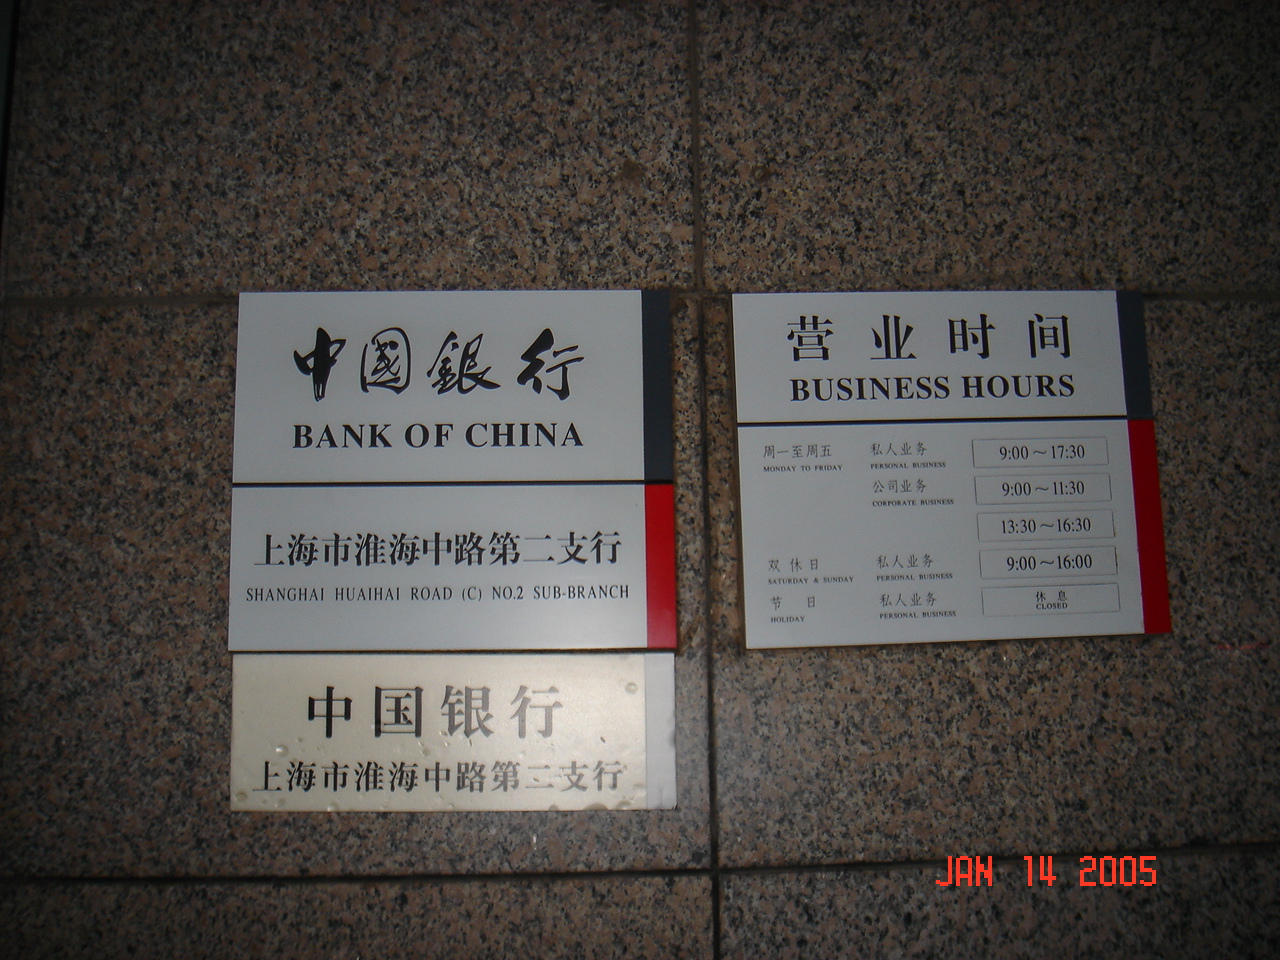 中國銀行
BANK OF CHINA
上海市淮海中路第二支行
SHANGHAI HUAIHAI ROAD (C) NO.2 SUB-BRANCH
中国银行
上海市淮海中路第二支行
营业时间
BUSINESS HOURS
周一至周五 私人业务 9:00～17:30
MONDAY TO FRIDAY PERSONAL BUSINESS
公司业务 9:00～11:30
CORPORATE BUSINESS
13:30～16:30
双休日 私人业务 9:00～16:00
SATURDAY & SUNDAY PERSONAL BUSINESS
节日 私人业务 休息
HOLIDAY PERSONAL BUSINESS CLOSED
JAN 14 2005